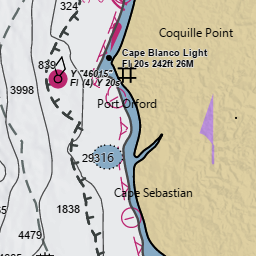 324
Coquille Point
Cape Blanco Light
Fl 20s 242ft 26M
839
Y "46015"
Fl (4) Y 20s
3998
Port Orford
29316
Cape Sebastian
1838
4479